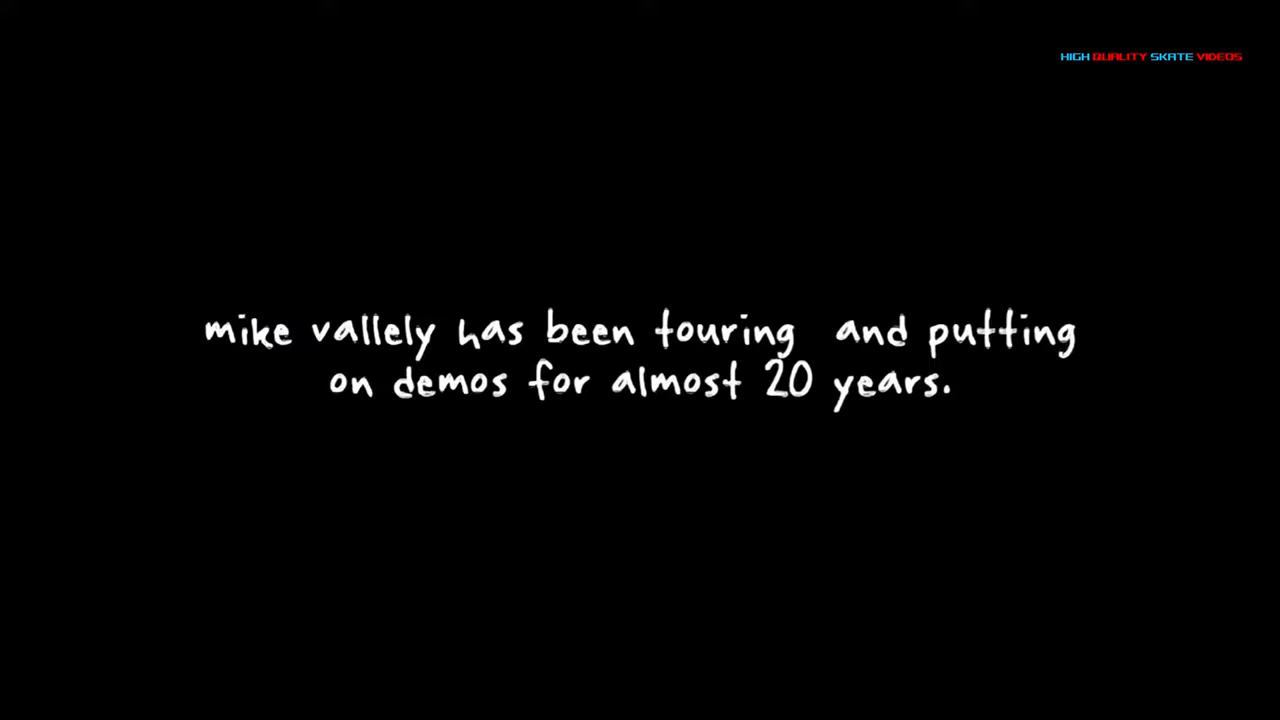 HIGH QUALITY SKATE VIDEOS
mike vallely has been touring and putting
on demos for almost 20 years.